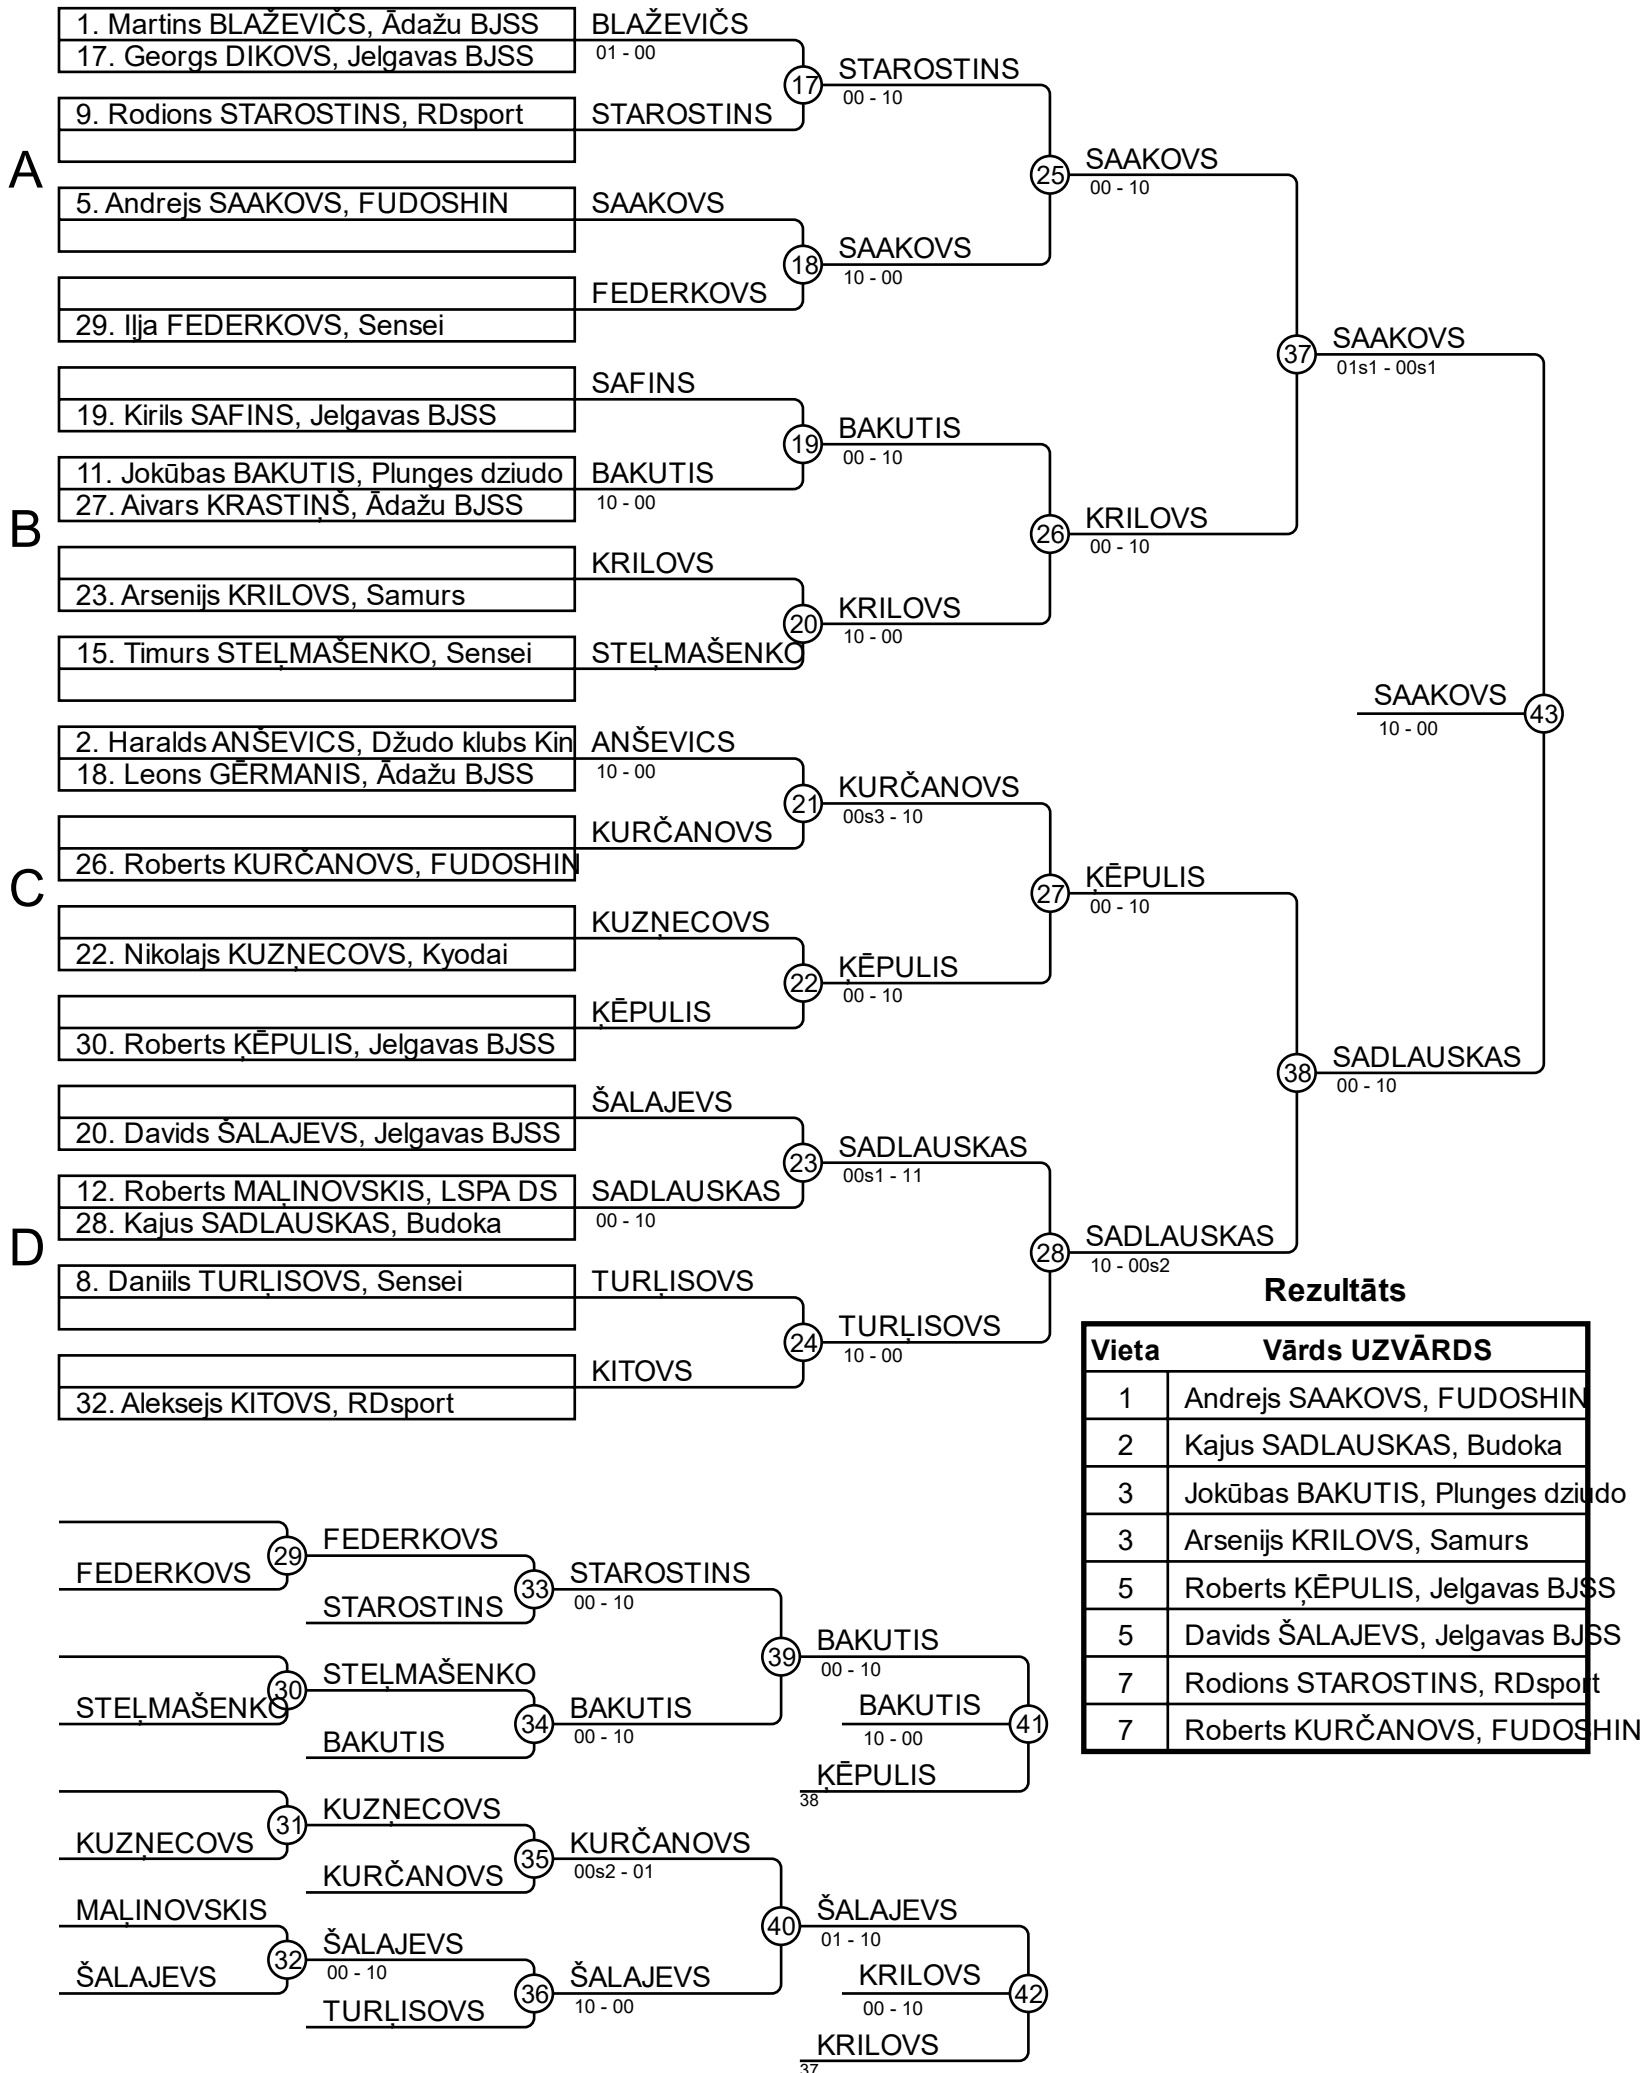 1. Martins BLAŽEVIČS, Ādažu BJSS
17. Georgs DIKOVS, Jelgavas BJSS
BLAŽEVIČS
01 - 00
9. Rodions STAROSTINS, RDsport
STAROSTINS
17
STAROSTINS
00 - 10
A
5. Andrejs SAAKOVS, FUDOSHIN
SAAKOVS
29. Iļja FEDERKOVS, Sensei
FEDERKOVS
18
SAAKOVS
10 - 00
25
SAAKOVS
00 - 10
19. Kirils SAFINS, Jelgavas BJSS
SAFINS
11. Jokūbas BAKUTIS, Plunges dziudo
27. Aivars KRASTIŅŠ, Ādažu BJSS
BAKUTIS
10 - 00
19
BAKUTIS
00 - 10
B
23. Arsenijs KRILOVS, Samurs
KRILOVS
15. Timurs STEĻMAŠENKO, Sensei
STEĻMAŠENKO
20
KRILOVS
10 - 00
26
KRILOVS
00 - 10
37
SAAKOVS
01s1 - 00s1
2. Haralds ANŠEVICS, Džudo klubs Kin
18. Leons GĒRMANIS, Ādažu BJSS
ANŠEVICS
10 - 00
26. Roberts KURČANOVS, FUDOSHIN
KURČANOVS
21
KURČANOVS
00s3 - 10
C
22. Nikolajs KUZŅECOVS, Kyodai
KUZŅECOVS
30. Roberts ĶĒPULIS, Jelgavas BJSS
ĶĒPULIS
22
ĶĒPULIS
00 - 10
27
ĶĒPULIS
00 - 10
20. Davids ŠALAJEVS, Jelgavas BJSS
ŠALAJEVS
12. Roberts MAĻINOVSKIS, LSPA DS
28. Kajus SADLAUSKAS, Budoka
SADLAUSKAS
00 - 10
23
SADLAUSKAS
00s1 - 11
D
8. Daniils TURĻISOVS, Sensei
TURĻISOVS
32. Aleksejs KITOVS, RDsport
KITOVS
24
TURĻISOVS
10 - 00
28
SADLAUSKAS
10 - 00s2
38
SADLAUSKAS
00 - 10
SAAKOVS
10 - 00
43
Rezultāts
Vieta Vārds UZVĀRDS
1 Andrejs SAAKOVS, FUDOSHIN
2 Kajus SADLAUSKAS, Budoka
3 Jokūbas BAKUTIS, Plunges dziudo
3 Arsenijs KRILOVS, Samurs
5 Roberts ĶĒPULIS, Jelgavas BJSS
5 Davids ŠALAJEVS, Jelgavas BJSS
7 Rodions STAROSTINS, RDsport
7 Roberts KURČANOVS, FUDOSHIN
FEDERKOVS
29
FEDERKOVS
STAROSTINS
33
STAROSTINS
00 - 10
STEĻMAŠENKO
30
STEĻMAŠENKO
BAKUTIS
34
BAKUTIS
00 - 10
39
BAKUTIS
00 - 10
BAKUTIS
10 - 00
41
ĶĒPULIS
38
KUZŅECOVS
31
KUZŅECOVS
KURČANOVS
35
KURČANOVS
00s2 - 01
MAĻINOVSKIS
ŠALAJEVS
32
ŠALAJEVS
00 - 10
TURĻISOVS
36
ŠALAJEVS
10 - 00
40
ŠALAJEVS
01 - 10
KRILOVS
00 - 10
42
KRILOVS
37